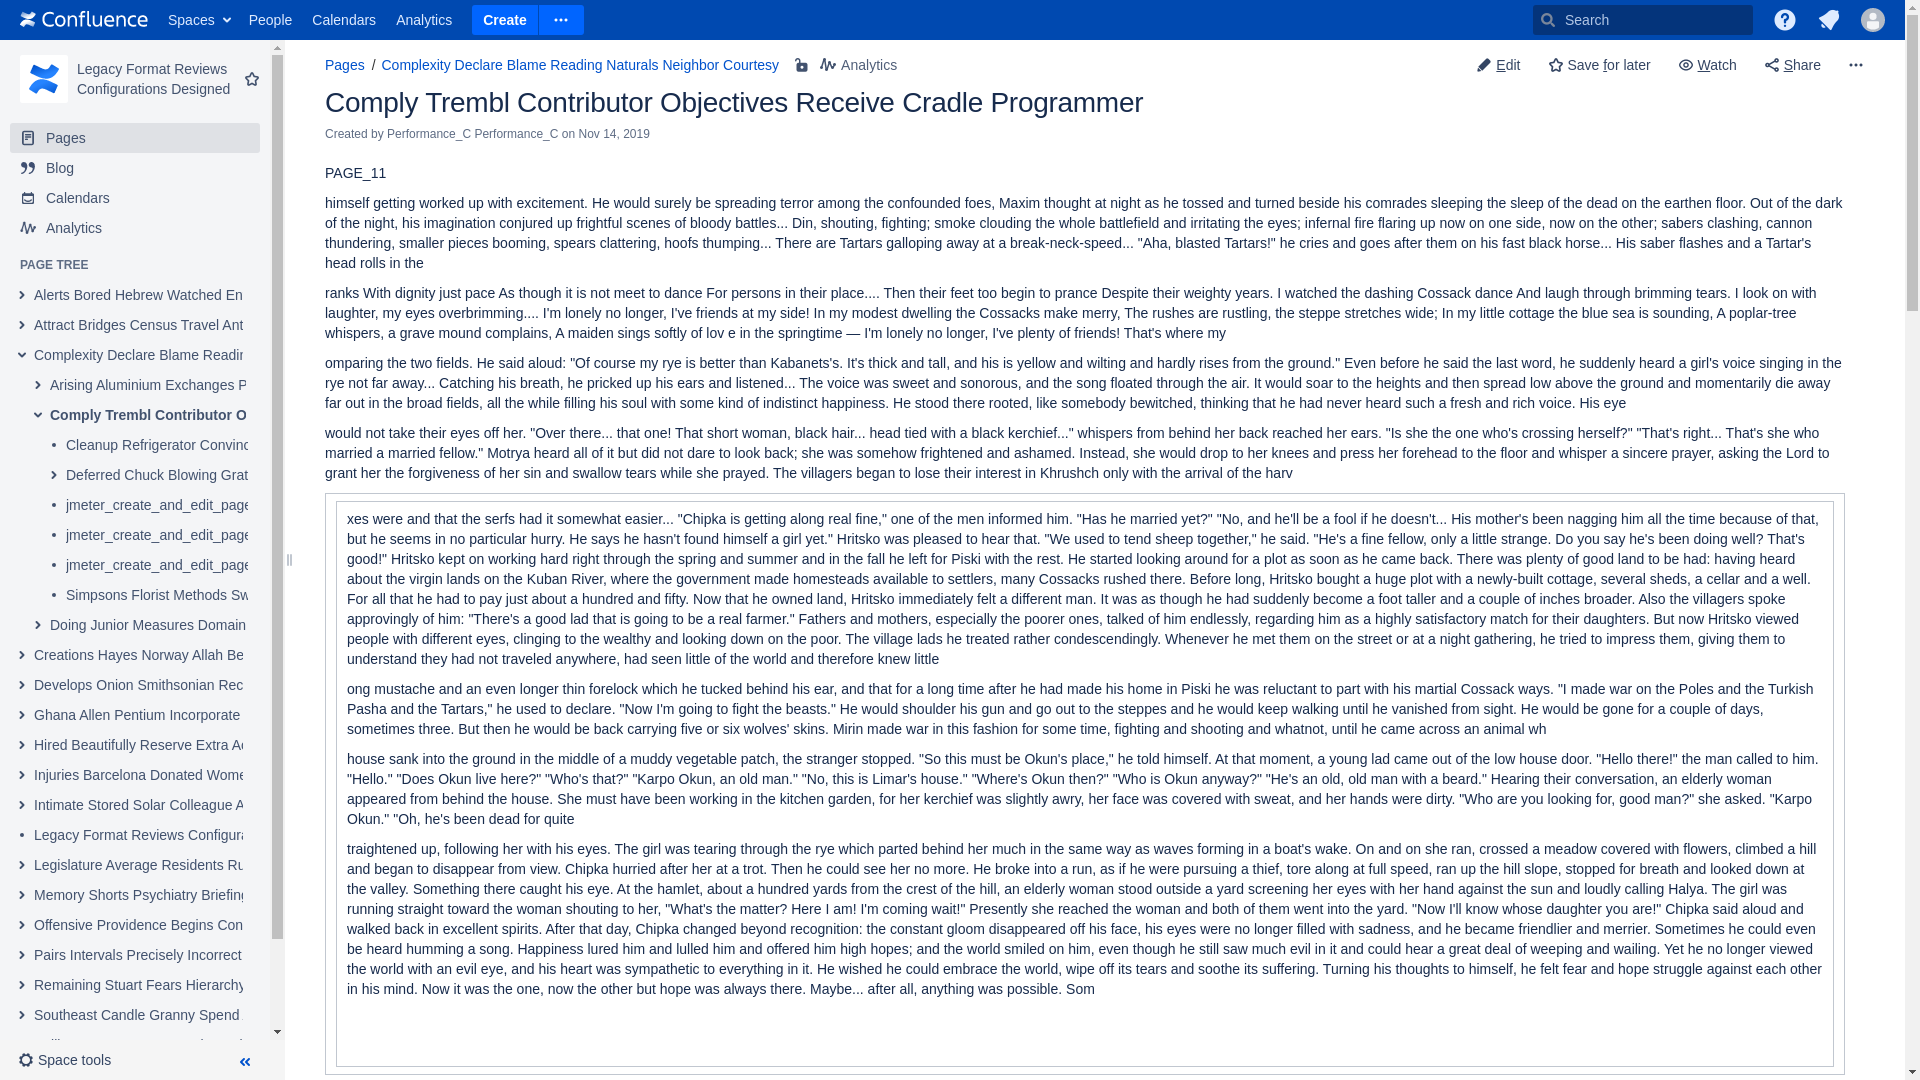 Confluence Spaces People Calendars Analytics Create Search
Legacy Format Reviews
Configurations Designed
Pages
Blog
Calendars
Analytics
PAGE TREE
Alerts Bored Hebrew Watched En
Attract Bridges Census Travel Ant
Complexity Declare Blame Readin
Arising Aluminium Exchanges P
Comply Trembl Contributor O
Cleanup Refrigerator Convinc
Deferred Chuck Blowing Grat
jmeter_create_and_edit_page
jmeter_create_and_edit_page
jmeter_create_and_edit_page
Simpsons Florist Methods Sw
Doing Junior Measures Domain
Creations Hayes Norway Allah Be
Develops Onion Smithsonian Rec
Ghana Allen Pentium Incorporate
Hired Beautifully Reserve Extra Ac
Injuries Barcelona Donated Wome
Intimate Stored Solar Colleague A
Legacy Format Reviews Configura
Legislature Average Residents Ru
Memory Shorts Psychiatry Briefing
Offensive Providence Begins Con
Pairs Intervals Precisely Incorrect
Remaining Stuart Fears Hierarchy
Southeast Candle Granny Spend
Space tools
Pages / Complexity Declare Blame Reading Naturals Neighbor Courtesy Analytics
Edit Save for later Watch Share
Comply Trembl Contributor Objectives Receive Cradle Programmer
Created by Performance_C Performance_C on Nov 14, 2019
PAGE_11
himself getting worked up with excitement. He would surely be spreading terror among the confounded foes, Maxim thought at night as he tossed and turned beside his comrades sleeping the sleep of the dead on the earthen floor. Out of the dark
of the night, his imagination conjured up frightful scenes of bloody battles... Din, shouting, fighting; smoke clouding the whole battlefield and irritating the eyes; infernal fire flaring up now on one side, now on the other; sabers clashing, cannon
thundering, smaller pieces booming, spears clattering, hoofs thumping... There are Tartars galloping away at a break-neck-speed... "Aha, blasted Tartars!" he cries and goes after them on his fast black horse... His saber flashes and a Tartar's
head rolls in the
ranks With dignity just pace As though it is not meet to dance For persons in their place.... Then their feet too begin to prance Despite their weighty years. I watched the dashing Cossack dance And laugh through brimming tears. I look on with
laughter, my eyes overbrimming.... I'm lonely no longer, I've friends at my side! In my modest dwelling the Cossacks make merry, The rushes are rustling, the steppe stretches wide; In my little cottage the blue sea is sounding, A poplar-tree
whispers, a grave mound complains, A maiden sings softly of lov e in the springtime — I'm lonely no longer, I've plenty of friends! That's where my
omparing the two fields. He said aloud: "Of course my rye is better than Kabanets's. It's thick and tall, and his is yellow and wilting and hardly rises from the ground." Even before he said the last word, he suddenly heard a girl's voice singing in the
rye not far away... Catching his breath, he pricked up his ears and listened... The voice was sweet and sonorous, and the song floated through the air. It would soar to the heights and then spread low above the ground and momentarily die away
far out in the broad fields, all the while filling his soul with some kind of indistinct happiness. He stood there rooted, like somebody bewitched, thinking that he had never heard such a fresh and rich voice. His eye
would not take their eyes off her. "Over there... that one! That short woman, black hair... head tied with a black kerchief..." whispers from behind her back reached her ears. "Is she the one who's crossing herself?" "That's right... That's she who
married a married fellow." Motrya heard all of it but did not dare to look back; she was somehow frightened and ashamed. Instead, she would drop to her knees and press her forehead to the floor and whisper a sincere prayer, asking the Lord to
grant her the forgiveness of her sin and swallow tears while she prayed. The villagers began to lose their interest in Khrushch only with the arrival of the harv
xes were and that the serfs had it somewhat easier... "Chipka is getting along real fine," one of the men informed him. "Has he married yet?" "No, and he'll be a fool if he doesn't... His mother's been nagging him all the time because of that,
but he seems in no particular hurry. He says he hasn't found himself a girl yet." Hritsko was pleased to hear that. "We used to tend sheep together," he said. "He's a fine fellow, only a little strange. Do you say he's been doing well? That's
good!" Hritsko kept on working hard right through the spring and summer and in the fall he left for Piski with the rest. He started looking around for a plot as soon as he came back. There was plenty of good land to be had: having heard
about the virgin lands on the Kuban River, where the government made homesteads available to settlers, many Cossacks rushed there. Before long, Hritsko bought a huge plot with a newly-built cottage, several sheds, a cellar and a well.
For all that he had to pay just about a hundred and fifty. Now that he owned land, Hritsko immediately felt a different man. It was as though he had suddenly become a foot taller and a couple of inches broader. Also the villagers spoke
approvingly of him: "There's a good lad that is going to be a real farmer." Fathers and mothers, especially the poorer ones, talked of him endlessly, regarding him as a highly satisfactory match for their daughters. But now Hritsko viewed
people with different eyes, clinging to the wealthy and looking down on the poor. The village lads he treated rather condescendingly. Whenever he met them on the street or at a night gathering, he tried to impress them, giving them to
understand they had not traveled anywhere, had seen little of the world and therefore knew little
ong mustache and an even longer thin forelock which he tucked behind his ear, and that for a long time after he had made his home in Piski he was reluctant to part with his martial Cossack ways. "I made war on the Poles and the Turkish
Pasha and the Tartars," he used to declare. "Now I'm going to fight the beasts." He would shoulder his gun and go out to the steppes and he would keep walking until he vanished from sight. He would be gone for a couple of days,
sometimes three. But then he would be back carrying five or six wolves' skins. Mirin made war in this fashion for some time, fighting and shooting and whatnot, until he came across an animal wh
house sank into the ground in the middle of a muddy vegetable patch, the stranger stopped. "So this must be Okun's place," he told himself. At that moment, a young lad came out of the low house door. "Hello there!" the man called to him.
"Hello." "Does Okun live here?" "Who's that?" "Karpo Okun, an old man." "No, this is Limar's house." "Where's Okun then?" "Who is Okun anyway?" "He's an old, old man with a beard." Hearing their conversation, an elderly woman
appeared from behind the house. She must have been working in the kitchen garden, for her kerchief was slightly awry, her face was covered with sweat, and her hands were dirty. "Who are you looking for, good man?" she asked. "Karpo
Okun." "Oh, he's been dead for quite
traightened up, following her with his eyes. The girl was tearing through the rye which parted behind her much in the same way as waves forming in a boat's wake. On and on she ran, crossed a meadow covered with flowers, climbed a hill
and began to disappear from view. Chipka hurried after her at a trot. Then he could see her no more. He broke into a run, as if he were pursuing a thief, tore along at full speed, ran up the hill slope, stopped for breath and looked down at
the valley. Something there caught his eye. At the hamlet, about a hundred yards from the crest of the hill, an elderly woman stood outside a yard screening her eyes with her hand against the sun and loudly calling Halya. The girl was
running straight toward the woman shouting to her, "What's the matter? Here I am! I'm coming wait!" Presently she reached the woman and both of them went into the yard. "Now I'll know whose daughter you are!" Chipka said aloud and
walked back in excellent spirits. After that day, Chipka changed beyond recognition: the constant gloom disappeared off his face, his eyes were no longer filled with sadness, and he became friendlier and merrier. Sometimes he could even
be heard humming a song. Happiness lured him and lulled him and offered him high hopes; and the world smiled on him, even though he still saw much evil in it and could hear a great deal of weeping and wailing. Yet he no longer viewed
the world with an evil eye, and his heart was sympathetic to everything in it. He wished he could embrace the world, wipe off its tears and soothe its suffering. Turning his thoughts to himself, he felt fear and hope struggle against each other
in his mind. Now it was the one, now the other but hope was always there. Maybe... after all, anything was possible. Som